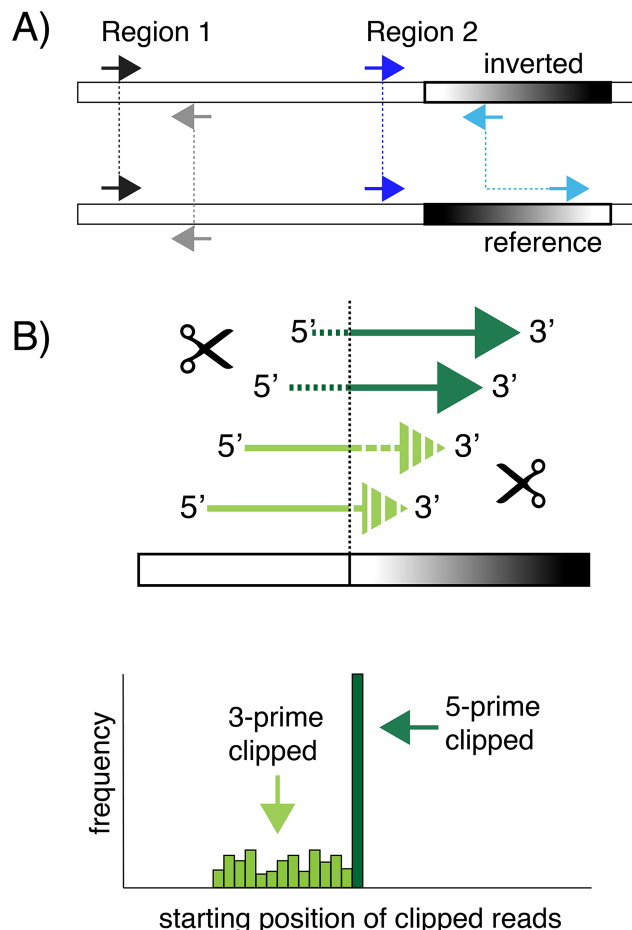 A)
Region 1
Region 2
inverted
reference
B)
5’
3’
5’
3’
5’
3’
5’
3’
3-prime
clipped
5-prime
clipped
frequency
starting position of clipped reads